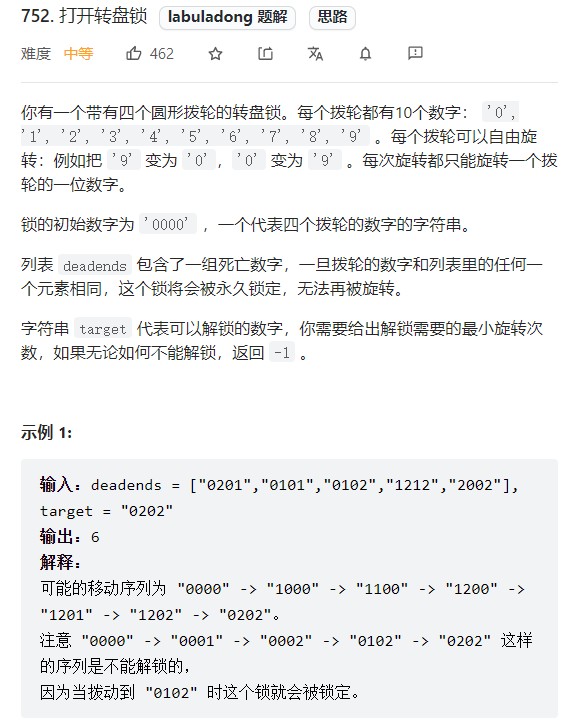 752. 打开转盘锁 labuladong 题解 思路
难度 中等 462
你有一个带有四个圆形拨轮的转盘锁。每个拨轮都有10个数字： '0',
'1', '2', '3', '4', '5', '6', '7', '8', '9' 。每个拨轮可以自由旋
转：例如把 '9' 变为 '0'，'0' 变为 '9' 。每次旋转都只能旋转一个拨
轮的一位数字。
锁的初始数字为 '0000' ，一个代表四个拨轮的数字的字符串。
列表 deadends 包含了一组死亡数字，一旦拨轮的数字和列表里的任何一
个元素相同，这个锁将会被永久锁定，无法再被旋转。
字符串 target 代表可以解锁的数字，你需要给出解锁需要的最小旋转次
数，如果无论如何不能解锁，返回 -1 。
示例 1:
输入：deadends = ["0201","0101","0102","1212","2002"],
target = "0202"
输出：6
解释：
可能的移动序列为 "0000" -> "1000" -> "1100" -> "1200" ->
"1201" -> "1202" -> "0202"。
注意 "0000" -> "0001" -> "0002" -> "0102" -> "0202" 这样
的序列是不能解锁的，
因为当拨动到 "0102" 时这个锁就会被锁定。